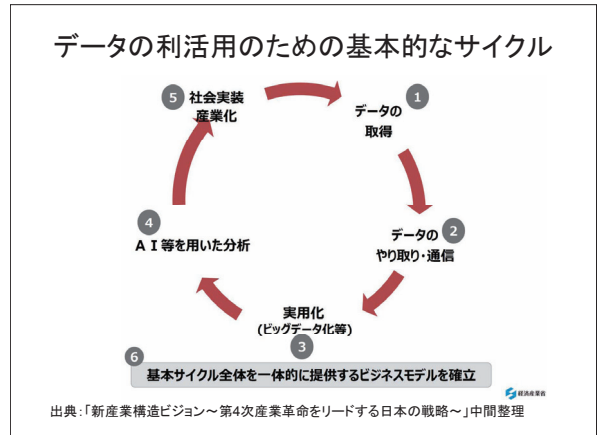 データの利活用のための基本的なサイクル
5 社会実装
産業化
1
データの
取得
4
AI等を用いた分析
データの 2
やり取り・通信
実用化
(ビッグデータ化等)
3
6
基本サイクル全体を一体的に提供するビジネスモデルを確立
経済産業省
出典:「新産業構造ビジョン~第4次産業革命をリードする日本の戦略~」中間整理